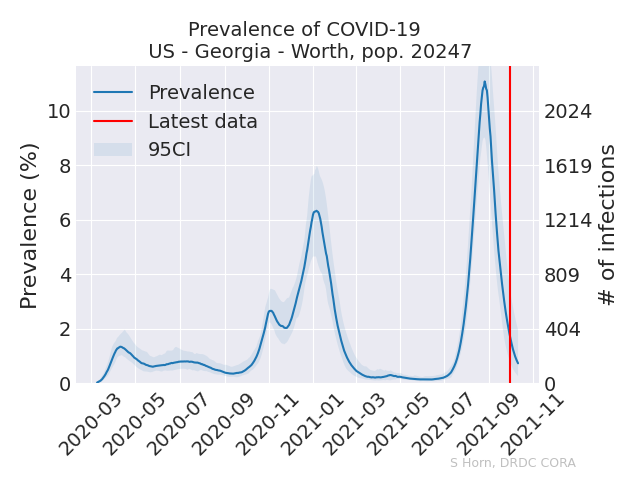 Prevalence of COVID-19
US - Georgia - Worth, pop. 20247
Prevalence
Latest data
95CI
Prevalence (%)
10
8
6
4
2
0
# of infections
2024
1619
1214
809
404
0
2020-03
2020-05
2020-07
2020-09
2020-11
2021-01
2021-03
2021-05
2021-07
2021-09
2021-11
S Horn, DRDC CORA